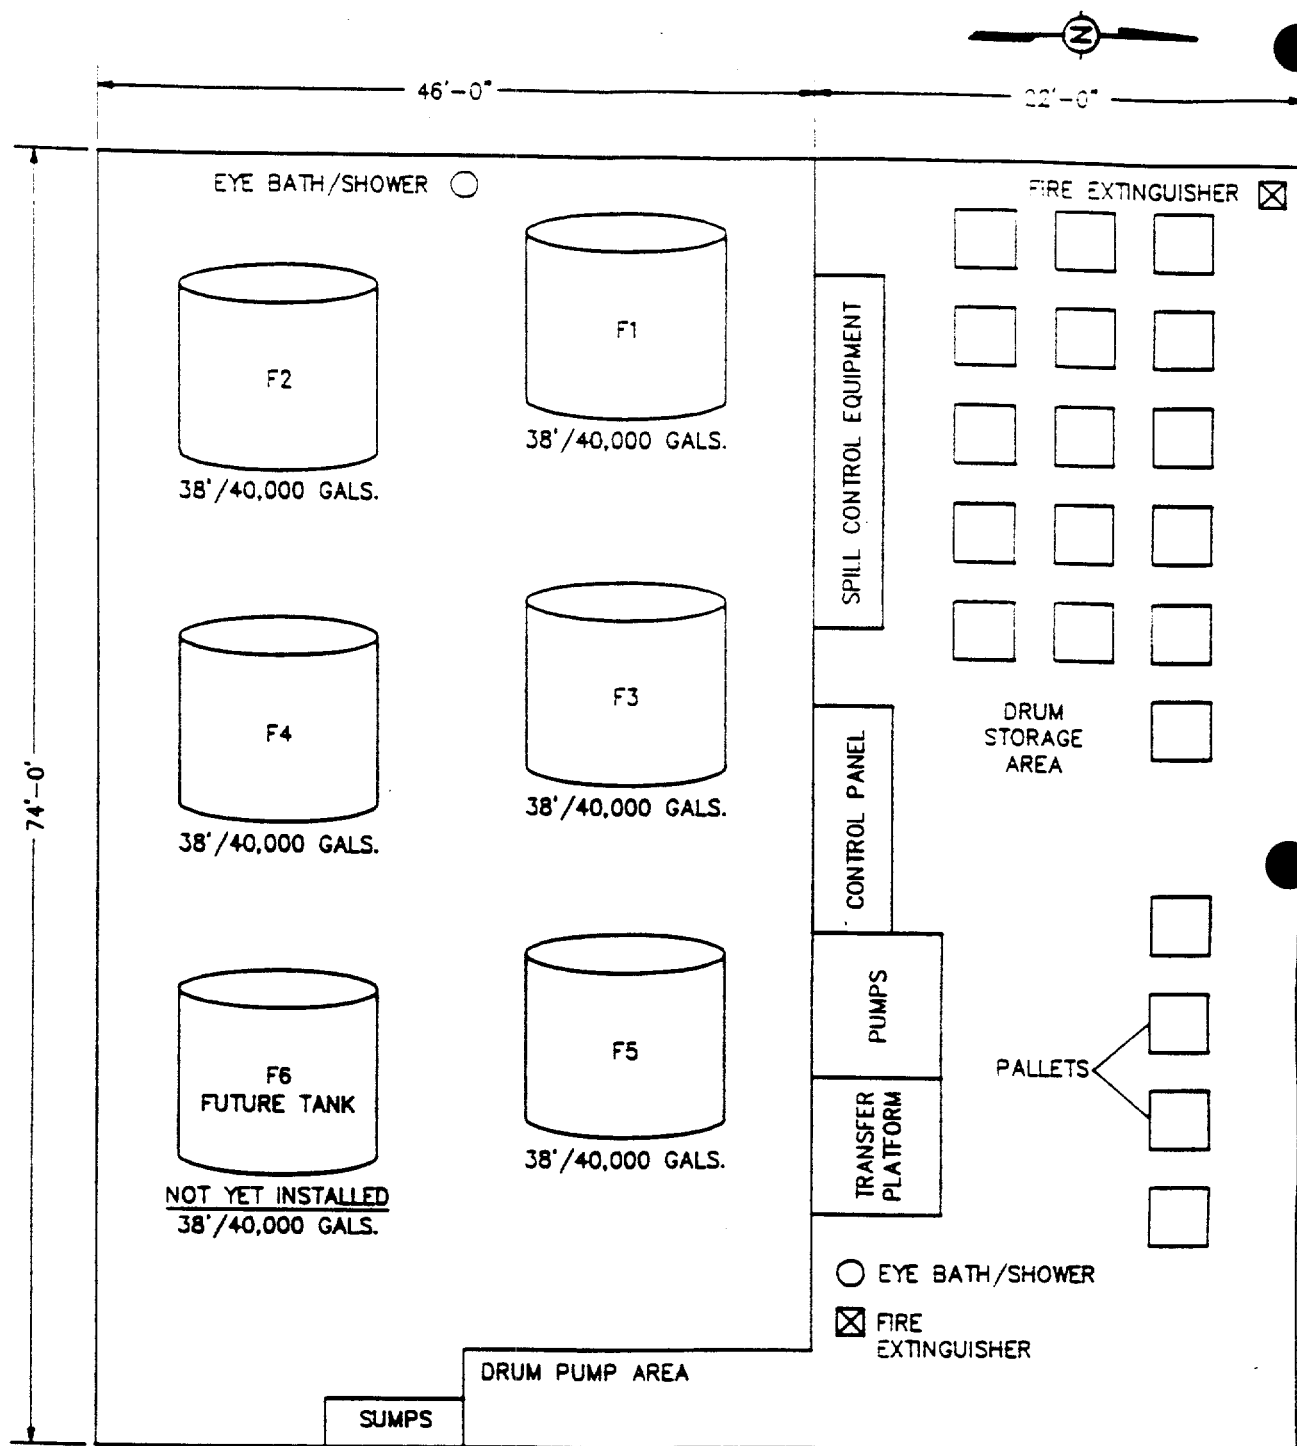 N
46'-0"
22'-0"
EYE BATH/SHOWER
FIRE EXTINGUISHER
F1
F2
38'/40,000 GALS.
38'/40,000 GALS.
SPILL CONTROL EQUIPMENT
F3
F4
38'/40,000 GALS.
38'/40,000 GALS.
DRUM
STORAGE
AREA
74'-0'
CONTROL PANEL
PUMPS
F5
F6
FUTURE TANK
PALLETS
TRANSFER
PLATFORM
38'/40,000 GALS.
NOT YET INSTALLED
38'/40,000 GALS.
EYE BATH/SHOWER
FIRE
EXTINGUISHER
DRUM PUMP AREA
SUMPS